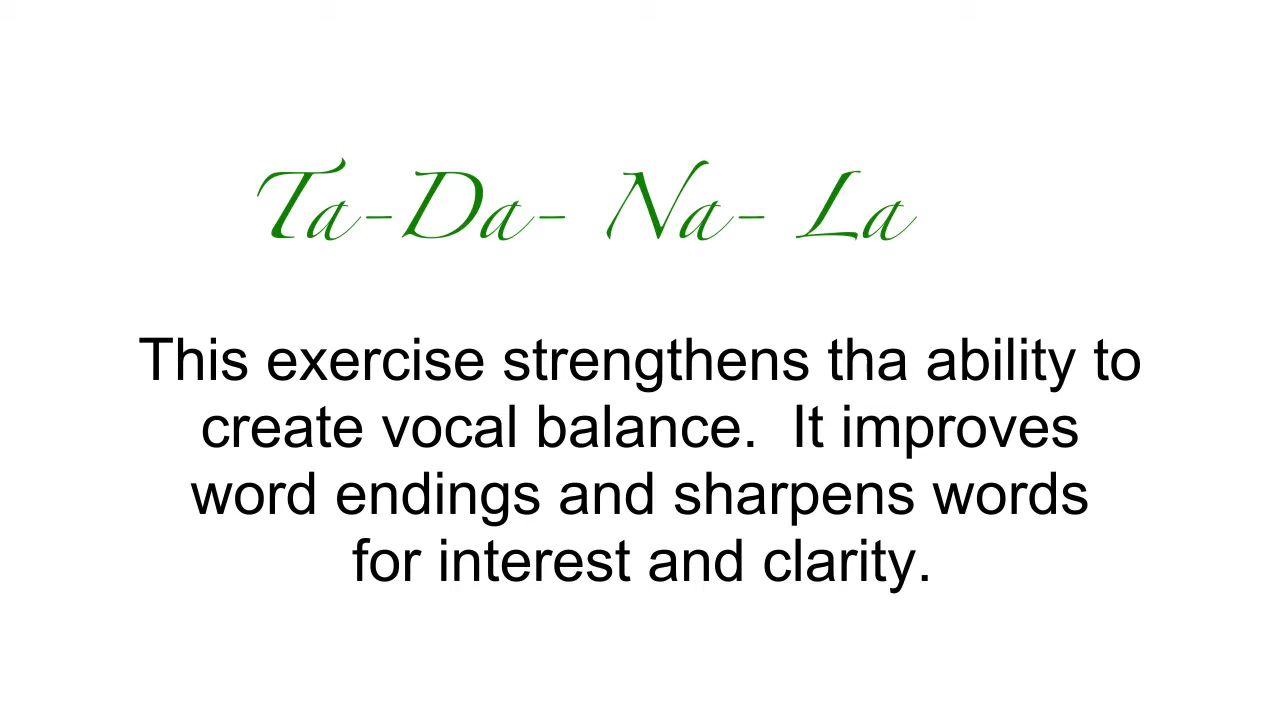 Ta-Da- Na- La
This exercise strengthens tha ability to
create vocal balance.  It improves
word endings and sharpens words
for interest and clarity.